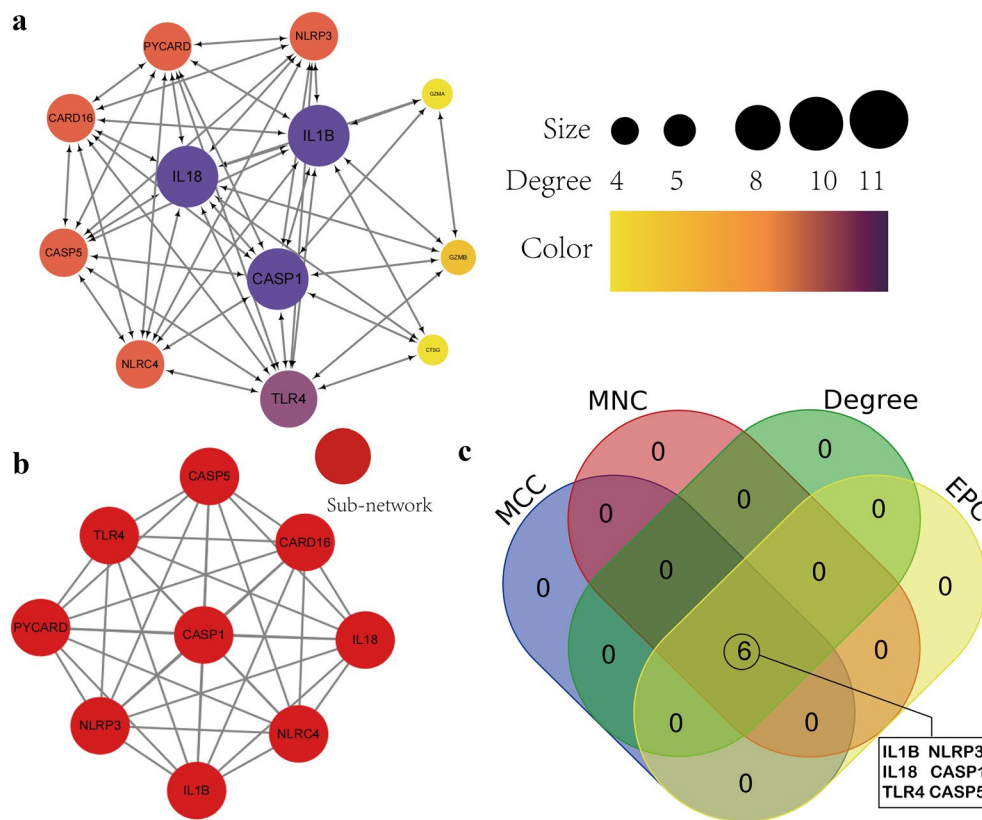 a
PYCARD
NLRP3
GZMA
CARD16
IL1B
IL18
CASP5
GZMB
CASP1
CTSG
NLRC4
TLR4
Size
Degree 4 5 8 10 11
Color
b
Sub-network
CASP5
TLR4
CARD16
PYCARD
CASP1
IL18
NLRP3
NLRC4
IL1B
c
MNC
Degree
MCC
EPC
0
0
0
0
0
0
0
0
0
0
0
6
0
0
0
IL1B NLRP3
IL18 CASP1
TLR4 CASP5